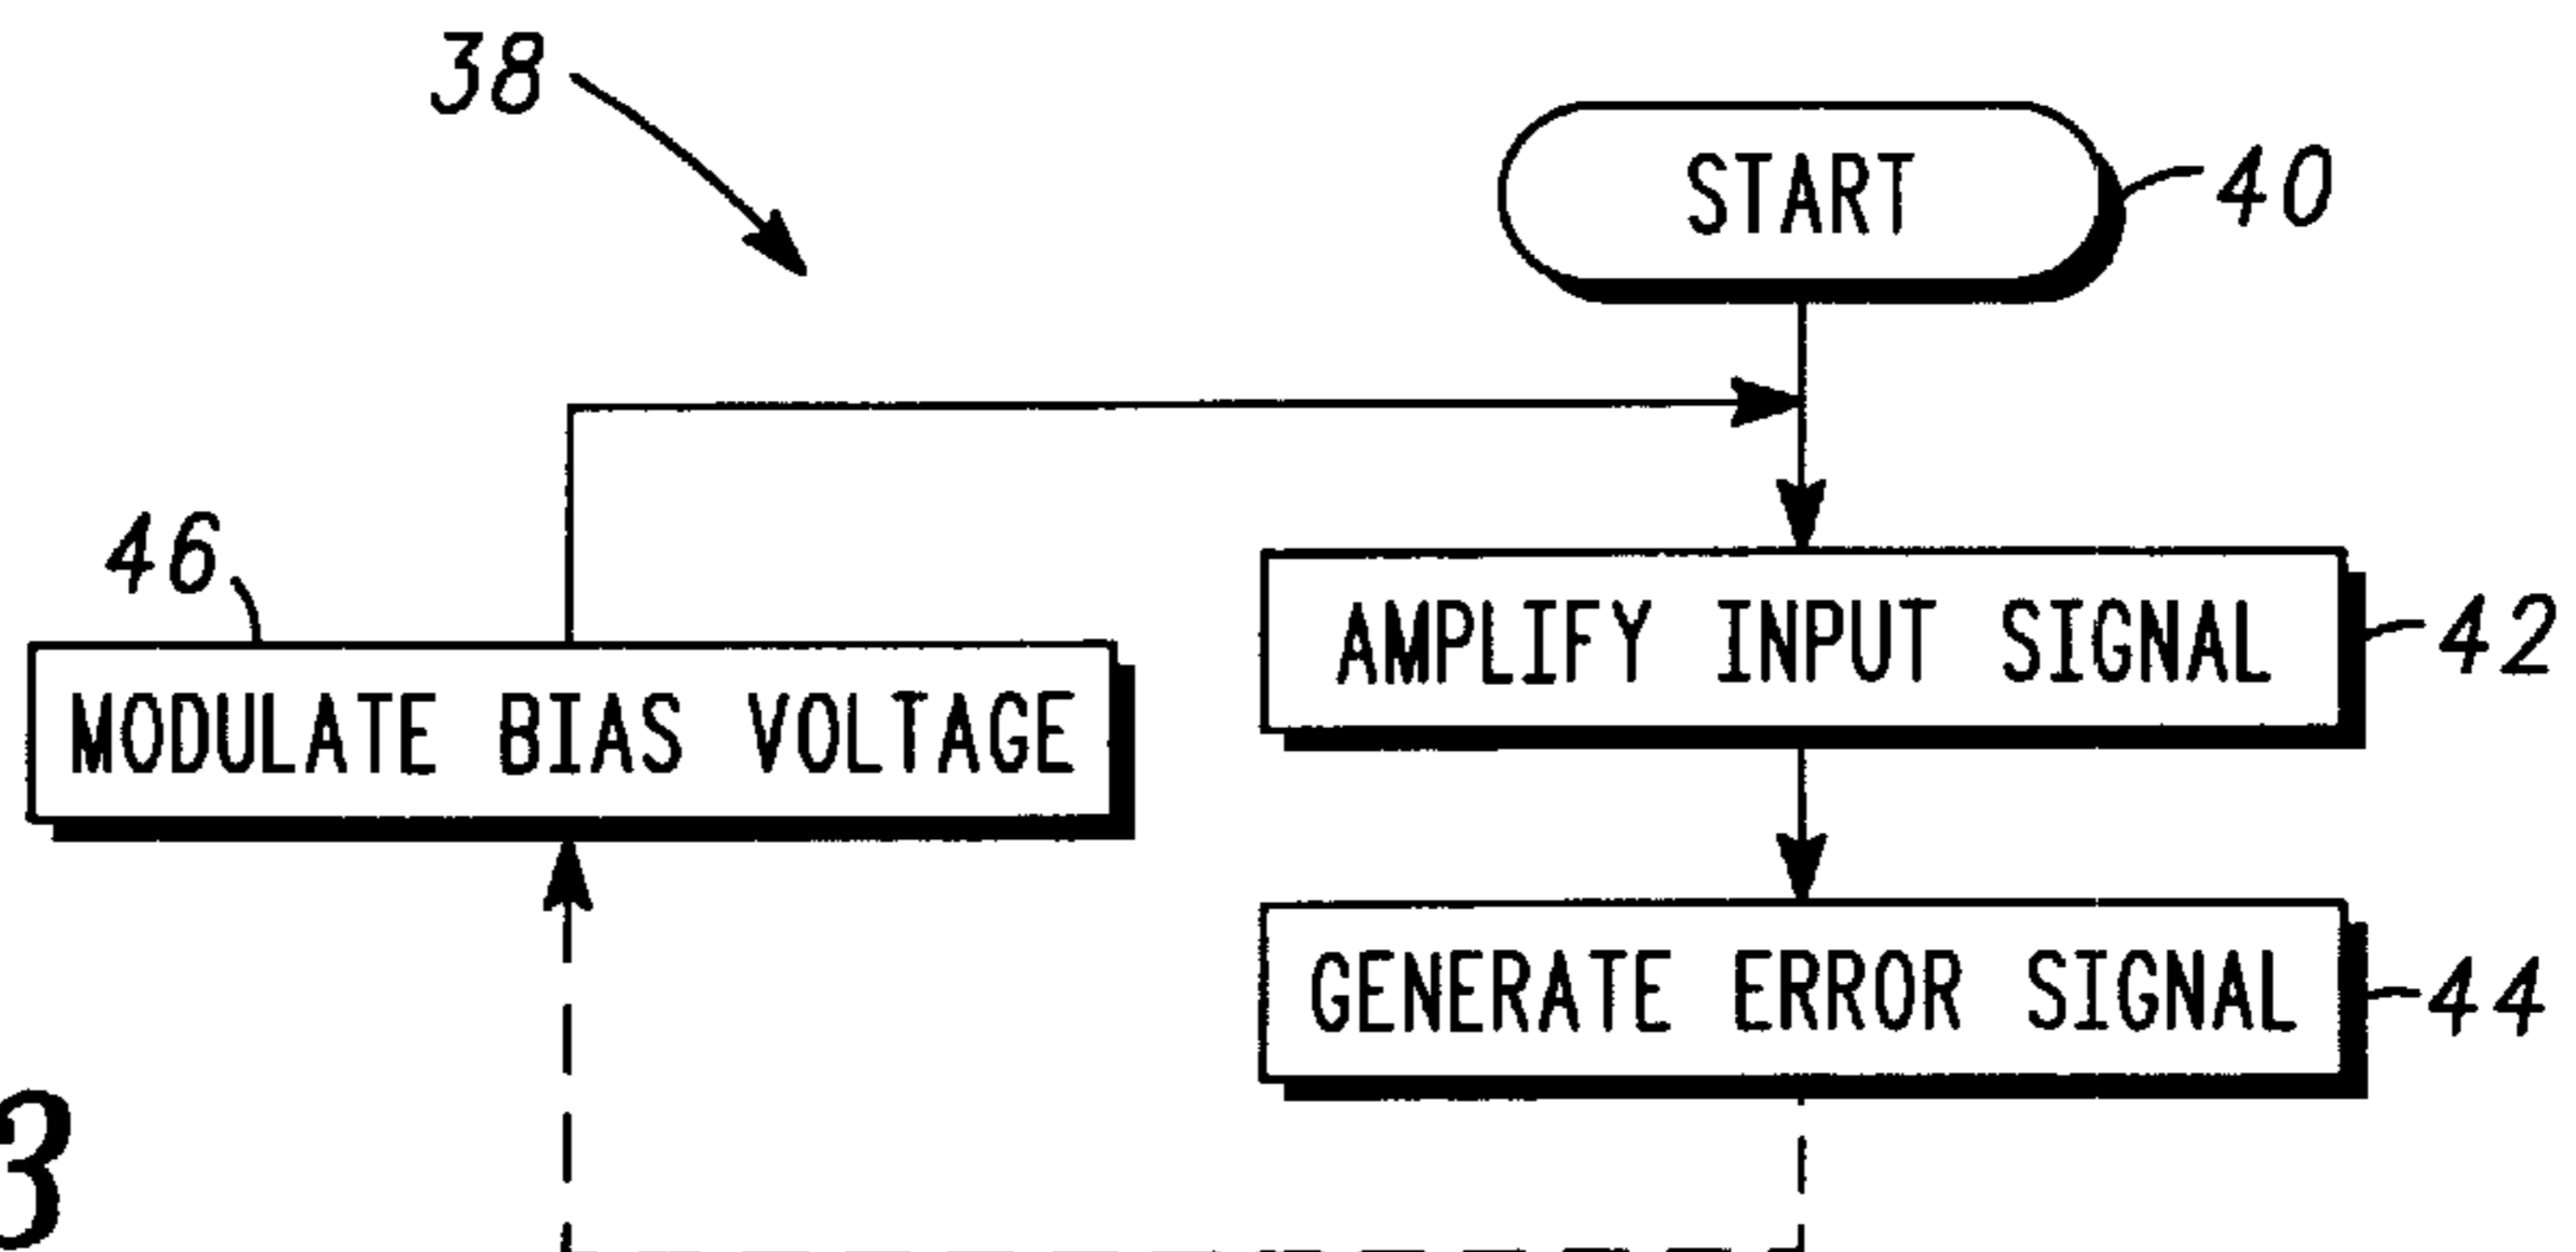 38
START
40
46
MODULATE BIAS VOLTAGE
AMPLIFY INPUT SIGNAL
42
GENERATE ERROR SIGNAL
44
3